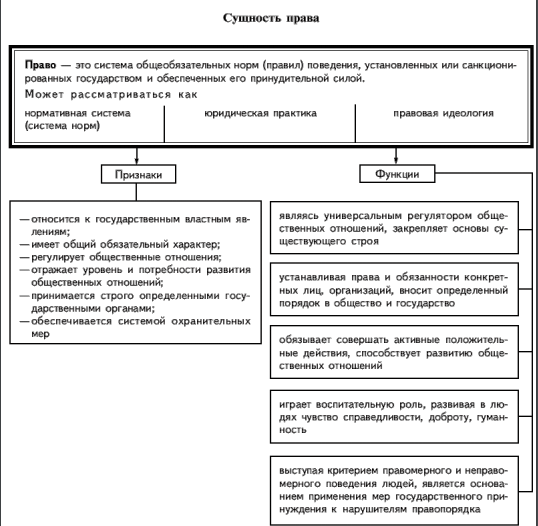 Сущность права
Право — это система общеобязательных норм (правил) поведения, установленных или санкциони-
рованных государством и обеспеченных его принудительной силой.
Может рассматриваться как
нормативная система
(система норм)
юридическая практика
правовая идеология
Признаки
— относится к государственным властным яв-
лениям;
— имеет общий обязательный характер;
— регулирует общественные отношения;
— отражает уровень и потребности развития
общественных отношений;
— принимается строго определенными госу-
дарственными органами;
— обеспечивается системой охранительных
мер
Функции
являясь универсальным регулятором обще-
ственных отношений, закрепляет основы су-
ществующего строя
устанавливая права и обязанности конкрет-
ных лиц, организаций, вносит определенный
порядок в общество и государство
обязывает совершать активные положитель-
ные действия, способствует развитию обще-
ственных отношений
играет воспитательную роль, развивая в лю-
дях чувство справедливости, доброту, гуман-
ность
выступая критерием правомерного и неправо-
мерного поведения людей, является основа-
нием применения мер государственного при-
нуждения к нарушителям правопорядка